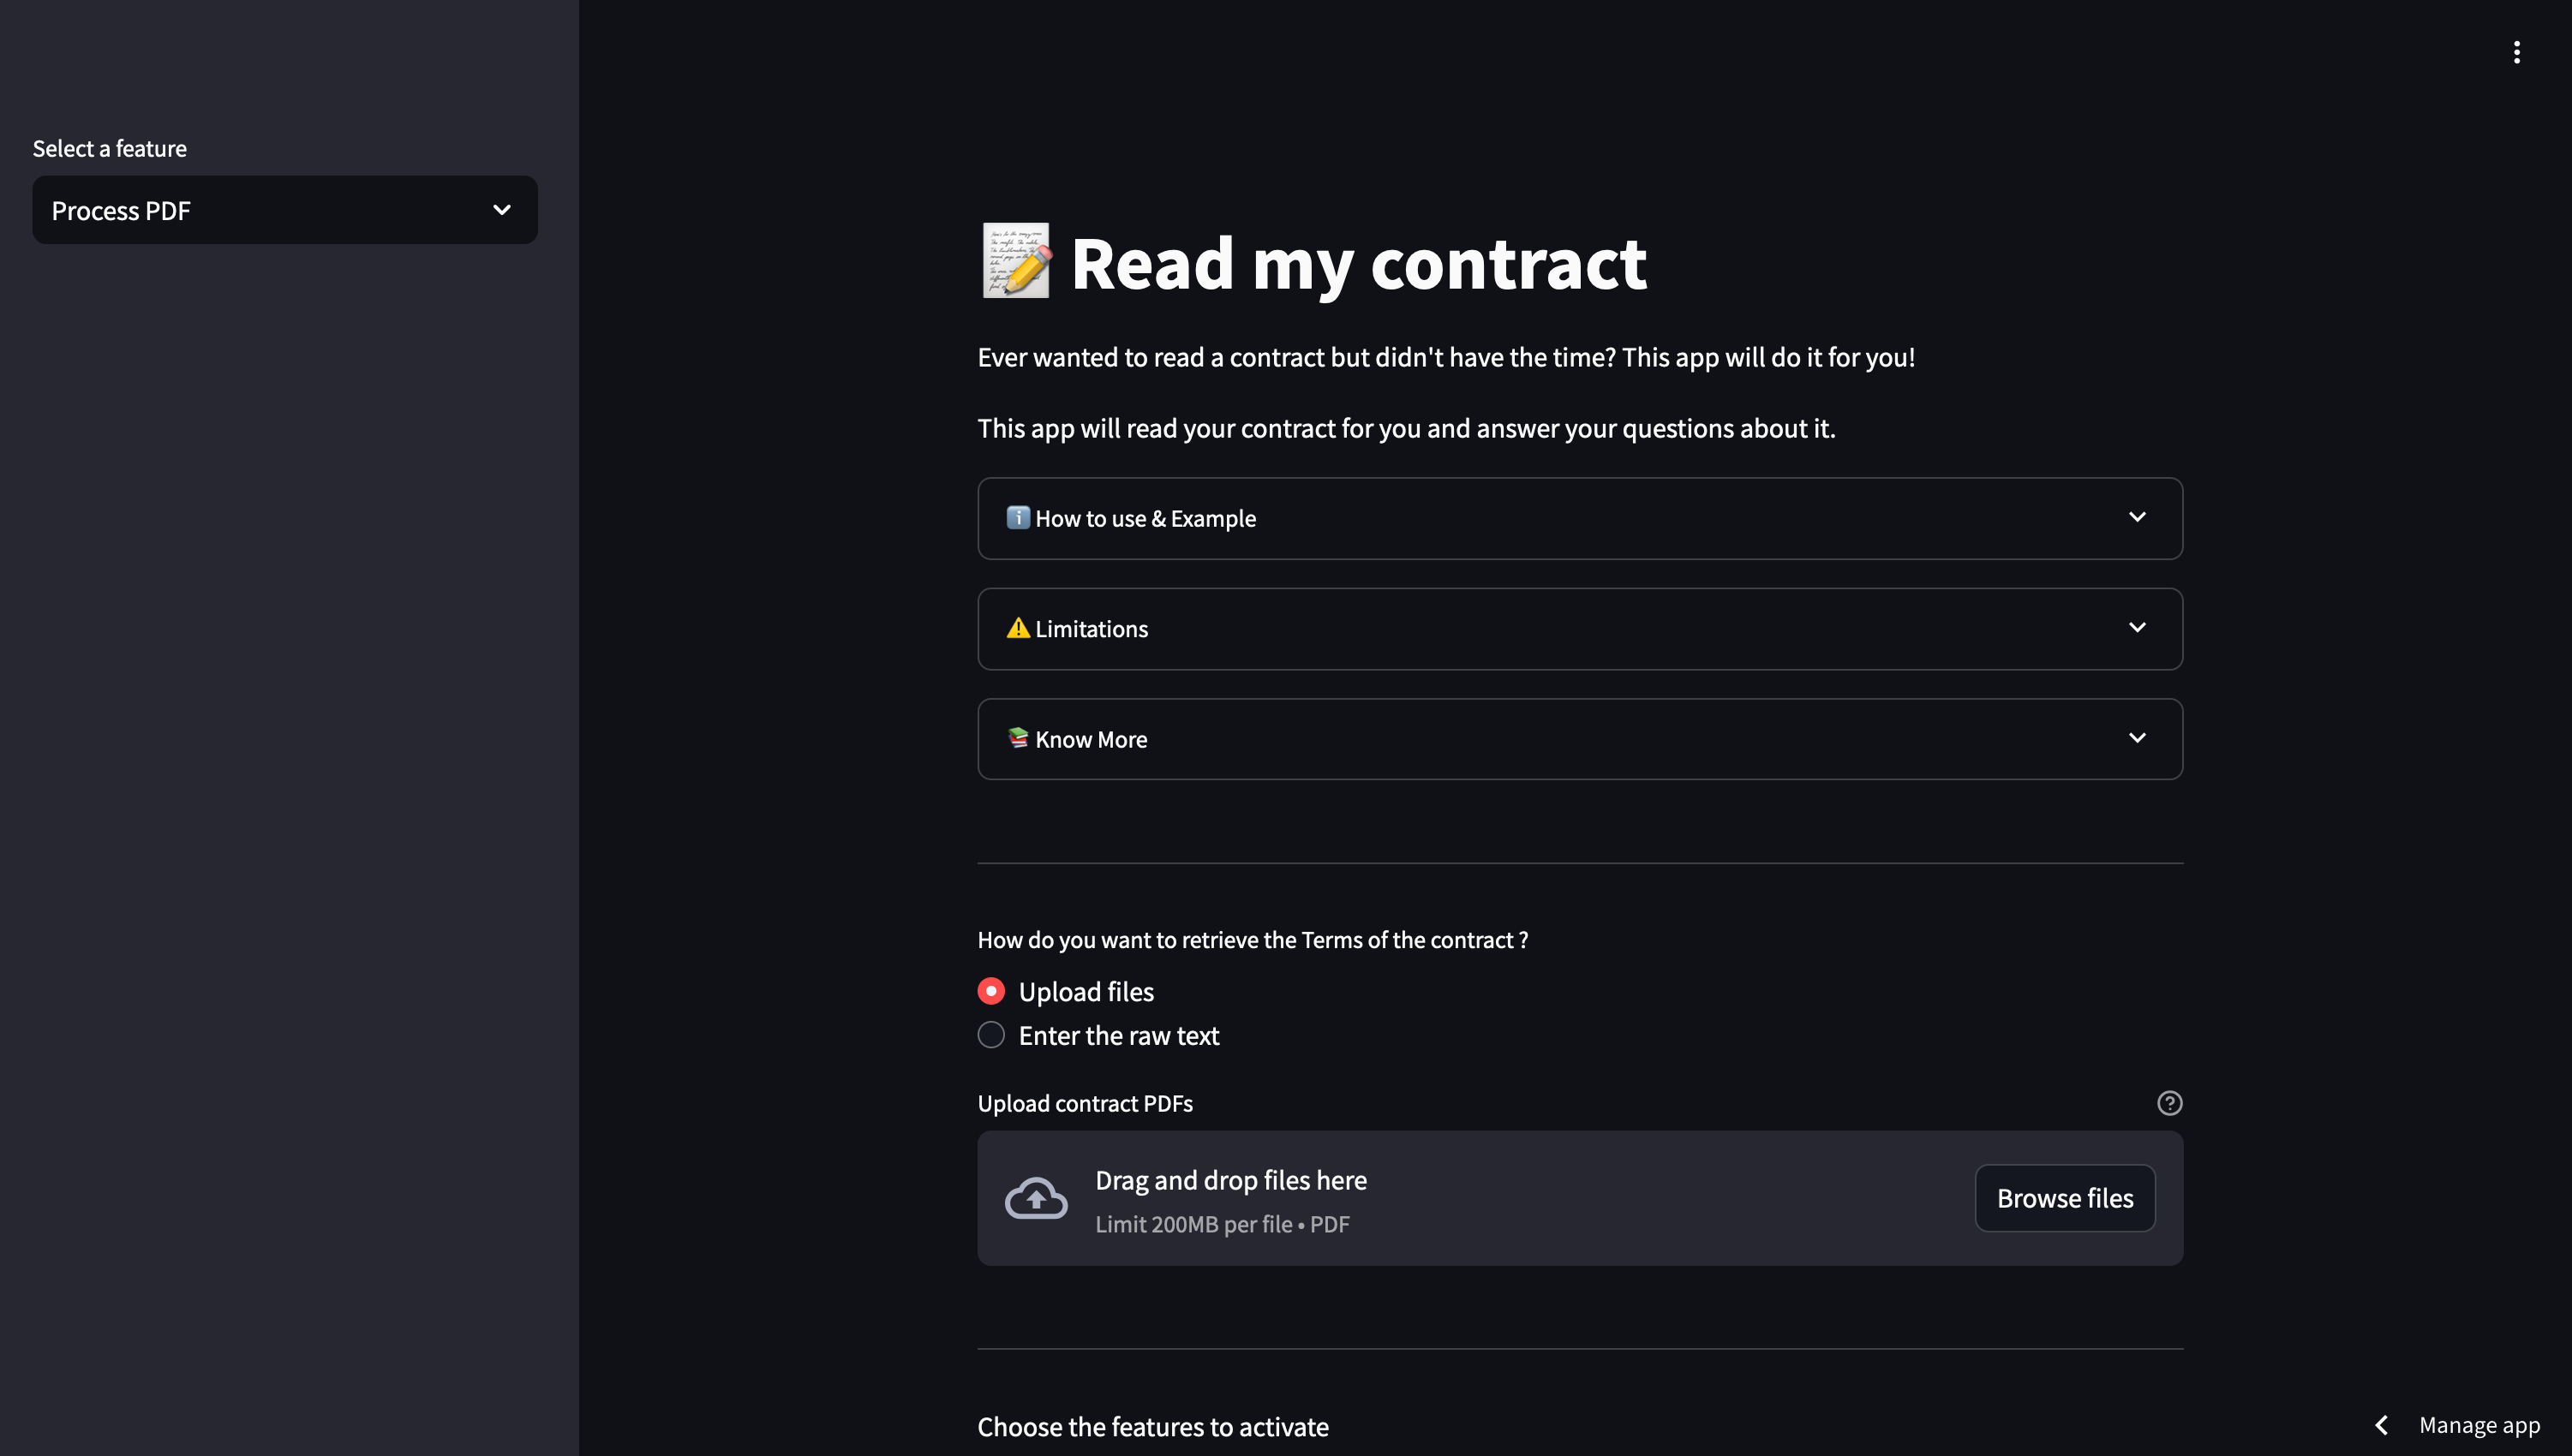 Select a feature
Process PDF
Read my contract
Ever wanted to read a contract but didn't have the time? This app will do it for you!
This app will read your contract for you and answer your questions about it.
How to use & Example
Limitations
Know More
How do you want to retrieve the Terms of the contract ?
Upload files
Enter the raw text
Upload contract PDFs
Drag and drop files here
Limit 200MB per file • PDF
Browse files
Choose the features to activate
Manage app